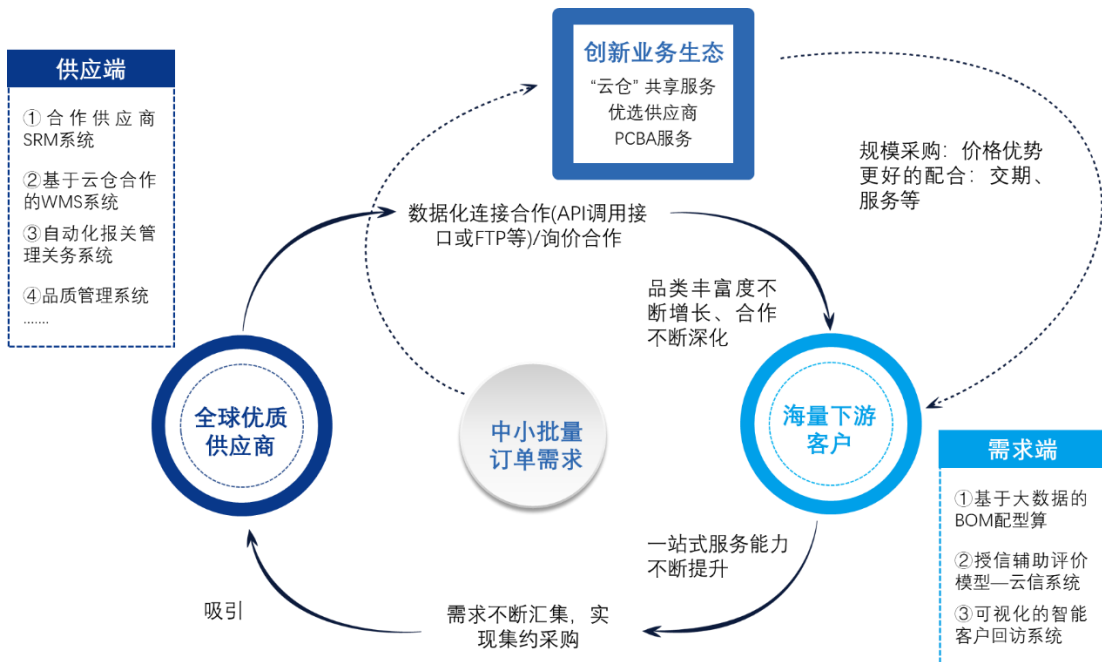 创新业务生态
“云仓” 共享服务
优选供应商
PCBA服务
供应端
①合作供应商
SRM系统
②基于云仓合作
的WMS系统
③自动化报关管
理关务系统
④品质管理系统
.......
规模采购：价格优势
更好的配合：交期、
服务等
数据化连接合作(API调用接
口或FTP等)/询价合作
品类丰富度不
断增长、合作
不断深化
全球优质
供应商
中小批量
订单需求
海量下游
客户
需求端
①基于大数据的
BOM配型算
②授信辅助评价
模型—云信系统
③可视化的智能
客户回访系统
一站式服务能力
不断提升
需求不断汇集，实
现集约采购
吸引